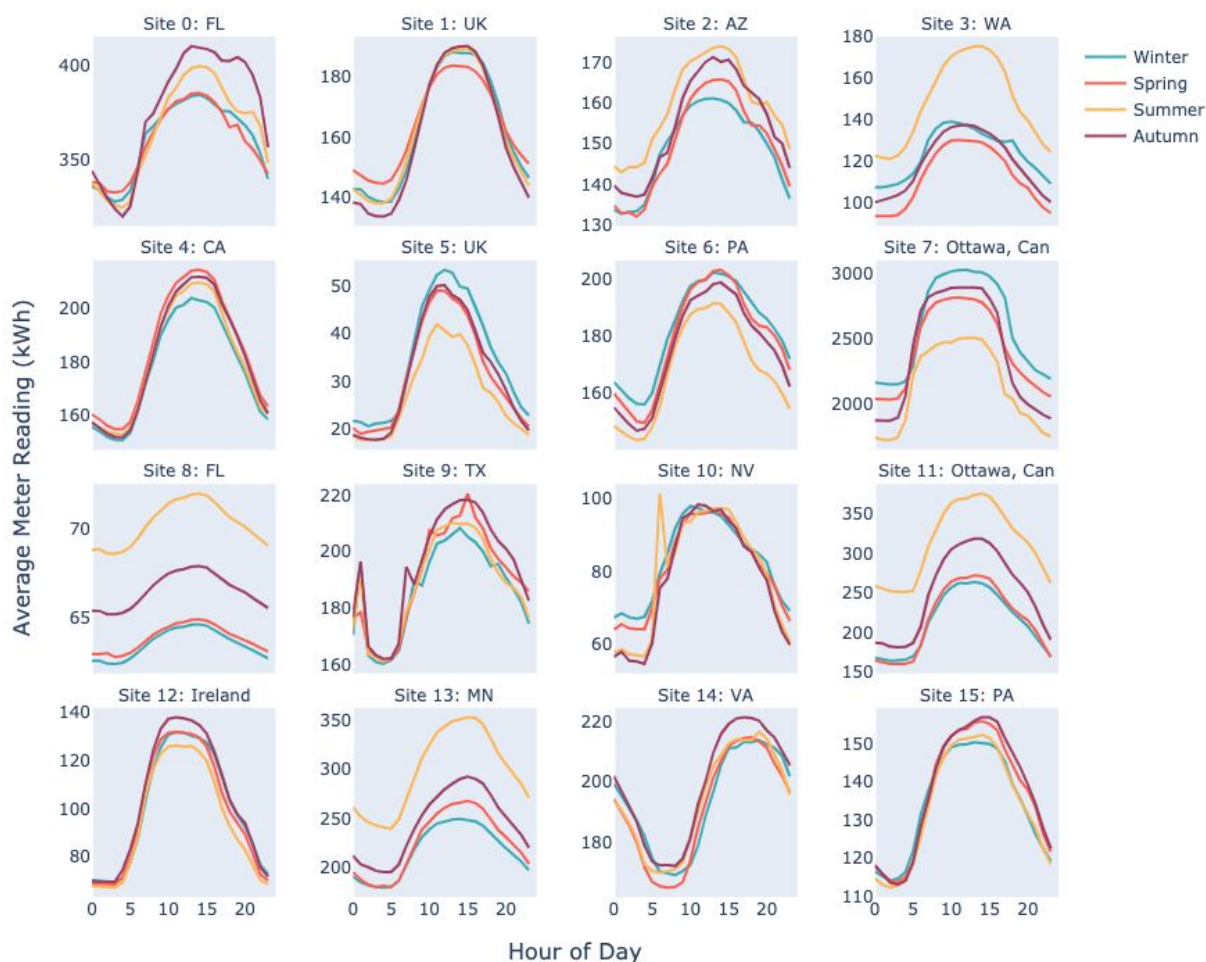 Site 0: FL
Site 1: UK
Site 2: AZ
Site 3: WA
400
350
180
160
140
170
160
150
140
130
180
160
140
120
100
Winter
Spring
Summer
Autumn
Site 4: CA
Site 5: UK
Site 6: PA
Site 7: Ottawa, Can
200
180
160
50
40
30
20
200
180
160
3000
2500
2000
Site 8: FL
Site 9: TX
Site 10: NV
Site 11: Ottawa, Can
70
65
220
200
180
160
100
80
60
350
300
250
200
150
Site 12: Ireland
Site 13: MN
Site 14: VA
Site 15: PA
140
120
100
80
350
300
250
200
220
200
180
150
140
130
120
110
0 5 10 15 20
0 5 10 15 20
0 5 10 15 20
0 5 10 15 20
Average Meter Reading (kWh)
Hour of Day